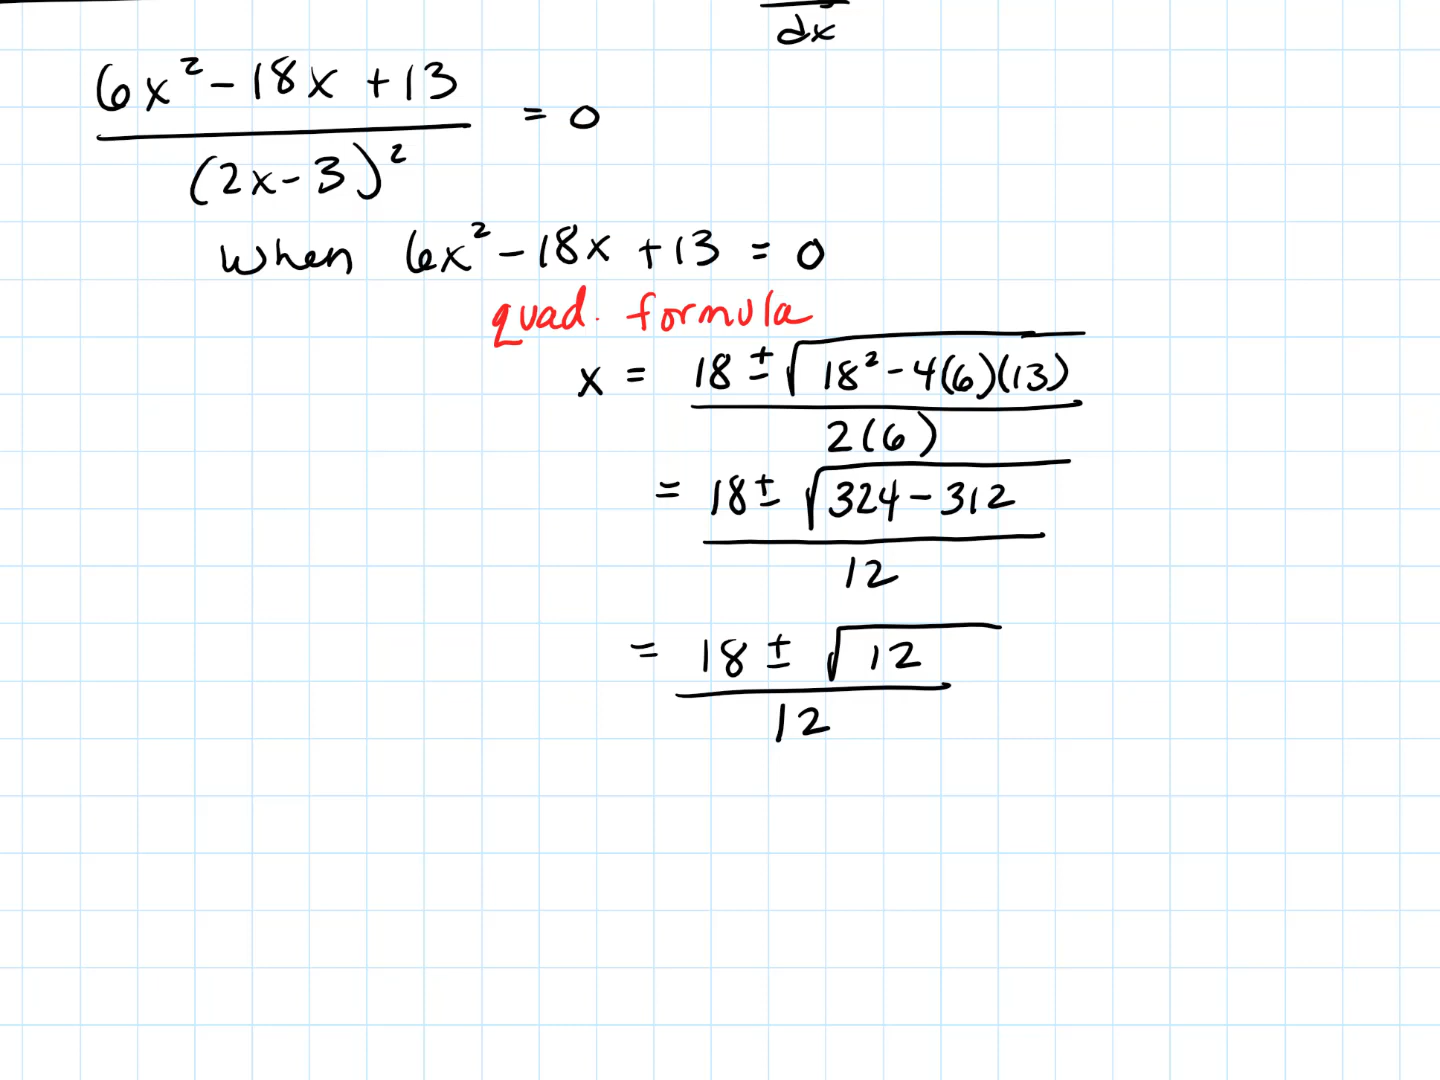 dx
6x² - 18x + 13
= 0
(2x - 3)²
when 6x² - 18x + 13 = 0
quad. formula
x = 18 ± √18² - 4(6)(13)
2(6)
= 18 ± √324 - 312
12
= 18 ± √12
12